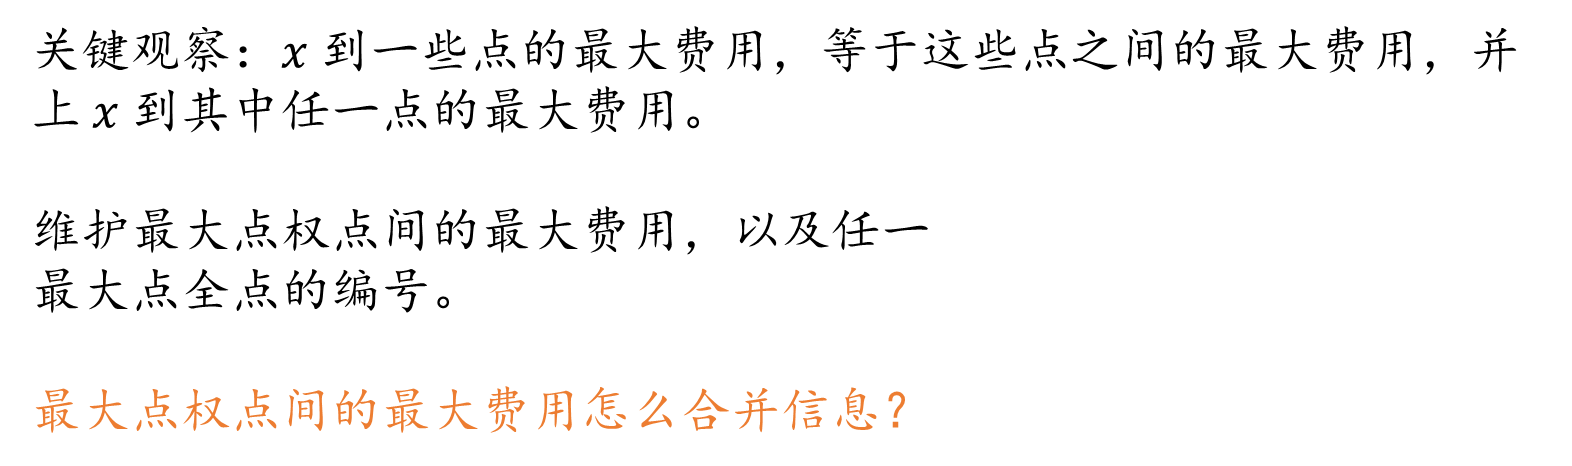 关键观察：x 到一些点的最大费用，等于这些点之间的最大费用，并
上 x 到其中任一点的最大费用。
维护最大点权点间的最大费用，以及任一
最大点全点的编号。
最大点权点间的最大费用怎么合并信息？